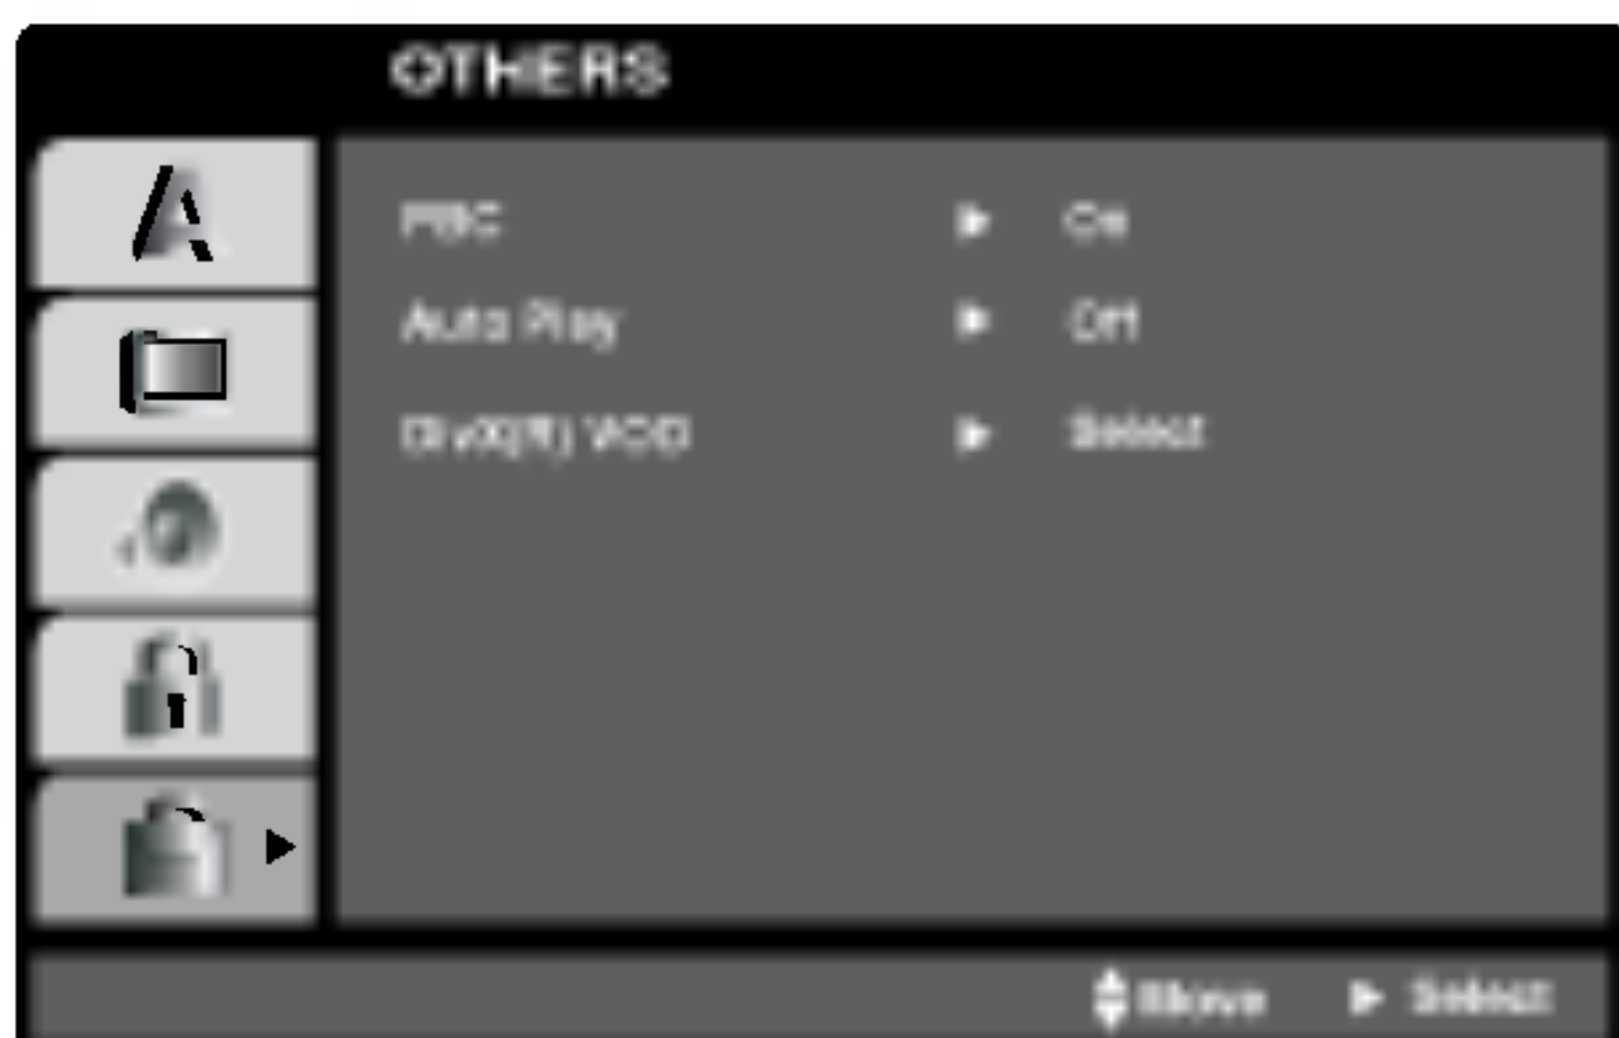 OTHERS
PBC ► On
Auto Play ► Off
DivX(R) VOD ► Select
Move ► Select